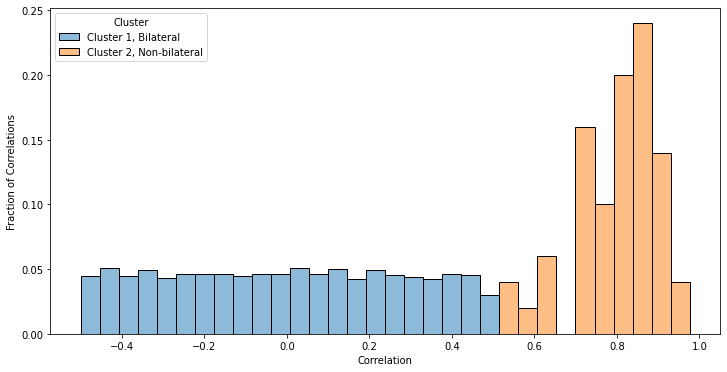 Cluster
Cluster 1, Bilateral
Cluster 2, Non-bilateral
0.25
0.20
0.15
0.10
0.05
0.00
Fraction of Correlations
−0.4 −0.2 0.0 0.2 0.4 0.6 0.8 1.0
Correlation